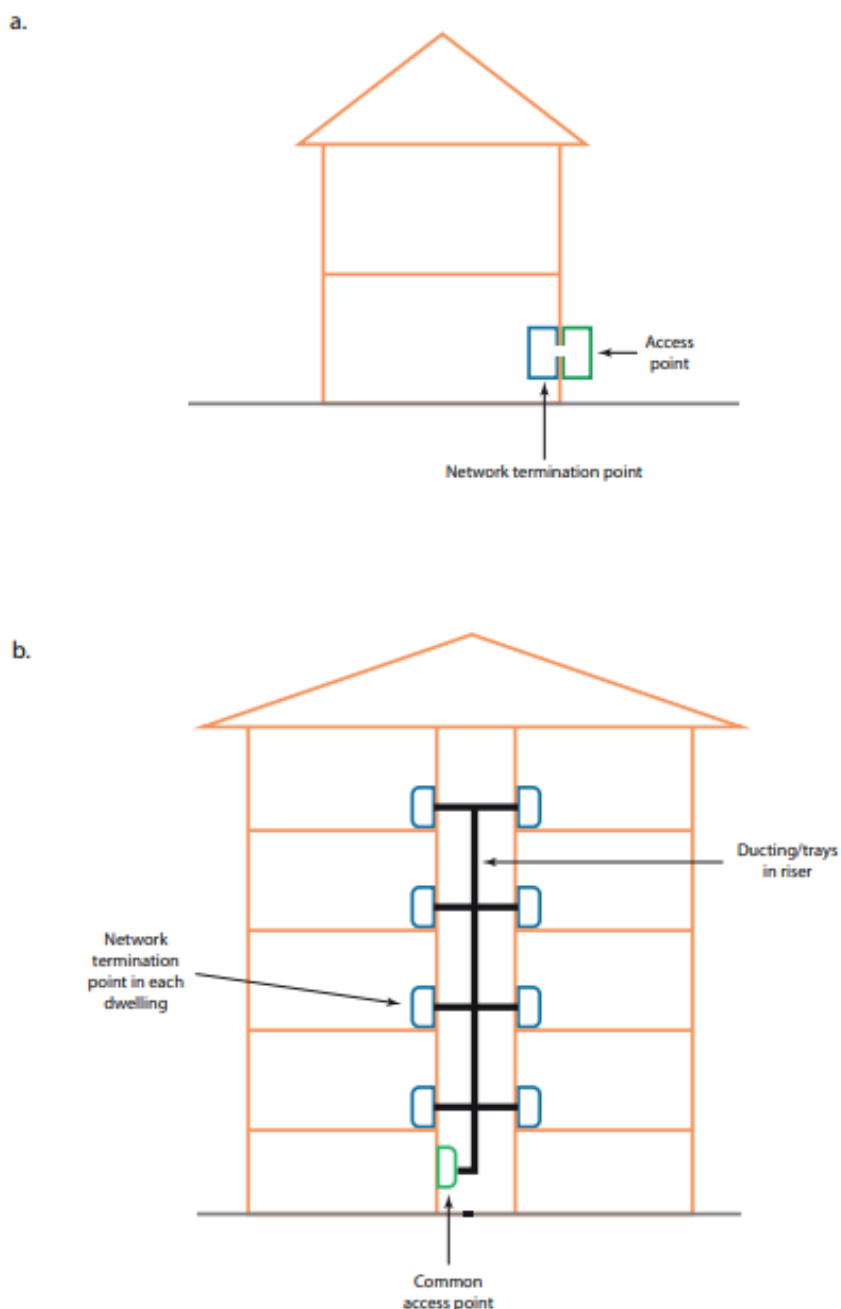 a.
Access
point
Network termination point
b.
Ducting/trays
in riser
Network
termination
point in each
dwelling
Common
access point